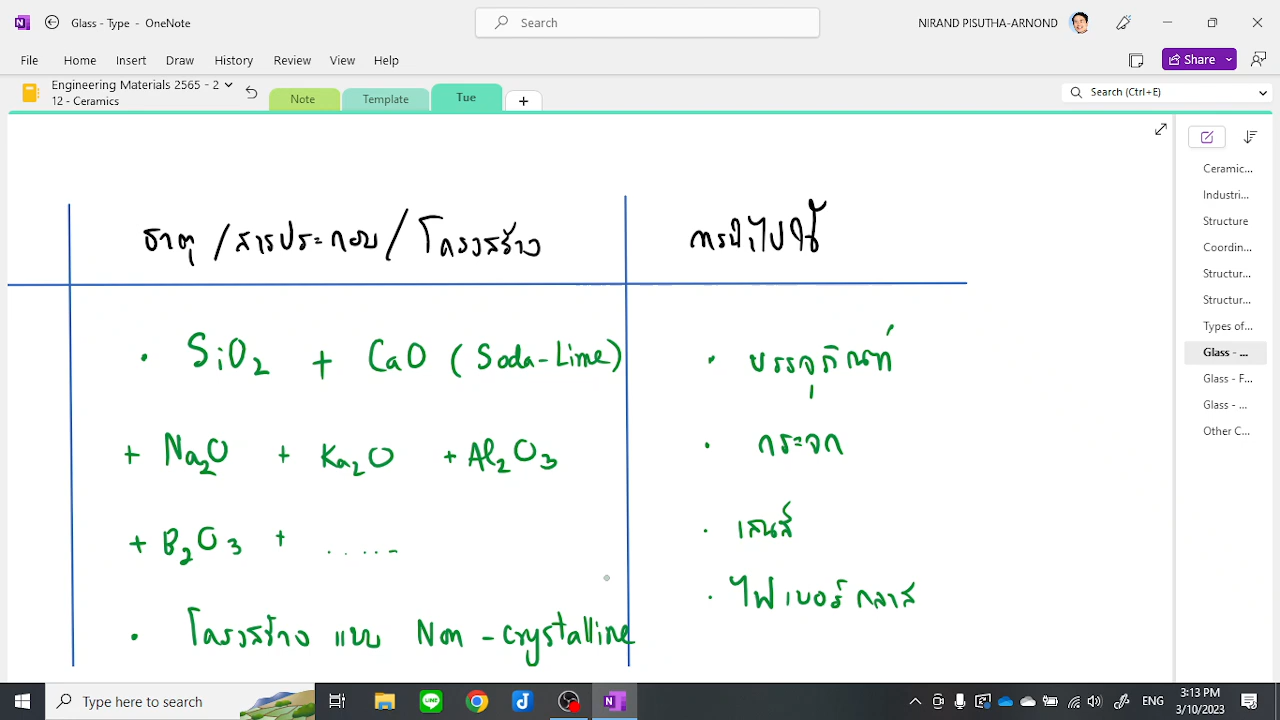 Glass - Type - OneNote
Search
NIRAND PISUTHA-ARNOND
File Home Insert Draw History Review View Help
Share
Engineering Materials 2565 - 2
12 - Ceramics
Note
Template
Tue
Search (Ctrl+E)
ธาตุ / สารประกอบ / โครงสร้าง
การนำไปใช้
• SiO2 + CaO (Soda-Lime)
+ Na2O + Ka2O + Al2O3
+ B2O3 + .....
• โครงสร้าง แบบ Non-crystalline
• บรรจุภัณฑ์
• กระจก
• เลนส์
• ไฟเบอร์กลาส
Ceramic...
Industri...
Structure
Coordin...
Structur...
Structur...
Types of...
Glass - ...
Glass - F...
Glass - ...
Other C...
Type here to search
ENG
3:13 PM
3/10/2023